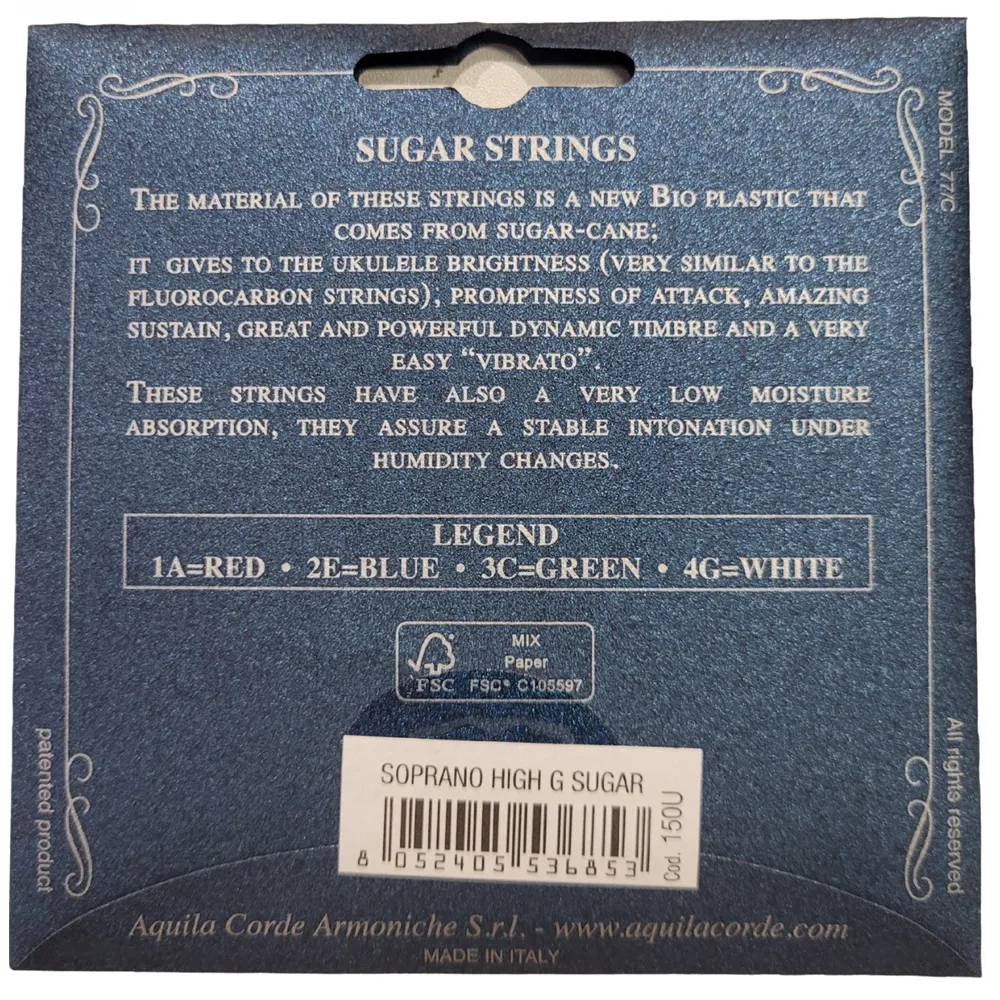 SUGAR STRINGS
THE MATERIAL OF THESE STRINGS IS A NEW BIO PLASTIC THAT
COMES FROM SUGAR-CANE;
IT GIVES TO THE UKULELE BRIGHTNESS (VERY SIMILAR TO THE
FLUOROCARBON STRINGS), PROMPTNESS OF ATTACK, AMAZING
SUSTAIN, GREAT AND POWERFUL DYNAMIC TIMBRE AND A VERY
EASY “VIBRATO”.
THESE STRINGS HAVE ALSO A VERY LOW MOISTURE
ABSORPTION, THEY ASSURE A STABLE INTONATION UNDER
HUMIDITY CHANGES.
LEGEND
1A=RED • 2E=BLUE • 3C=GREEN • 4G=WHITE
MIX
Paper
FSC FSC® C105597
SOPRANO HIGH G SUGAR
8 052405 536853
Cod. 150U
Aquila Corde Armoniche S.r.l. - www.aquilacorde.com
MADE IN ITALY
patented product
MODEL: 77/C
All rights reserved